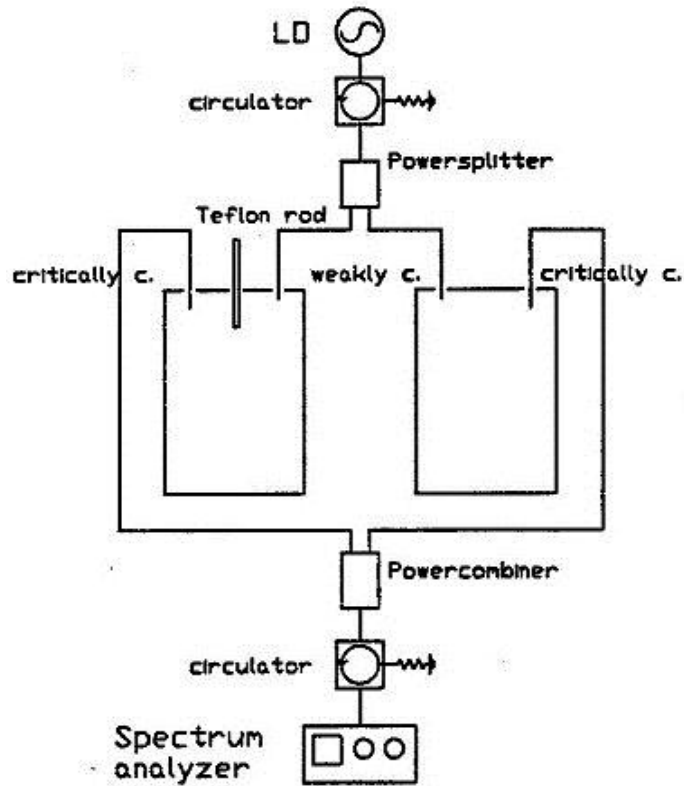 LO
circulator
Powersplitter
Teflon rod
critically c.
weakly c.
critically c.
Powercombiner
circulator
Spectrum
analyzer